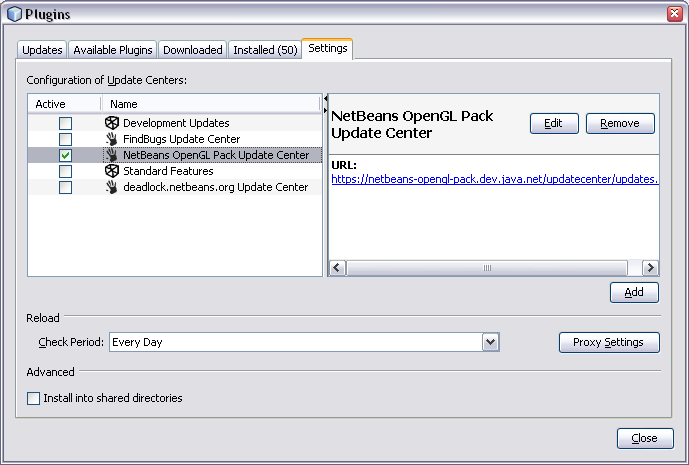 Plugins
Updates Available Plugins Downloaded Installed (50) Settings
Configuration of Update Centers:
Active Name
Development Updates
FindBugs Update Center
NetBeans OpenGL Pack Update Center
Standard Features
deadlock.netbeans.org Update Center
NetBeans OpenGL Pack
Update Center
Edit Remove
URL:
https://netbeans-opengl-pack.dev.java.net/updatecenter/updates.
Add
Reload
Check Period: Every Day Proxy Settings
Advanced
Install into shared directories
Close